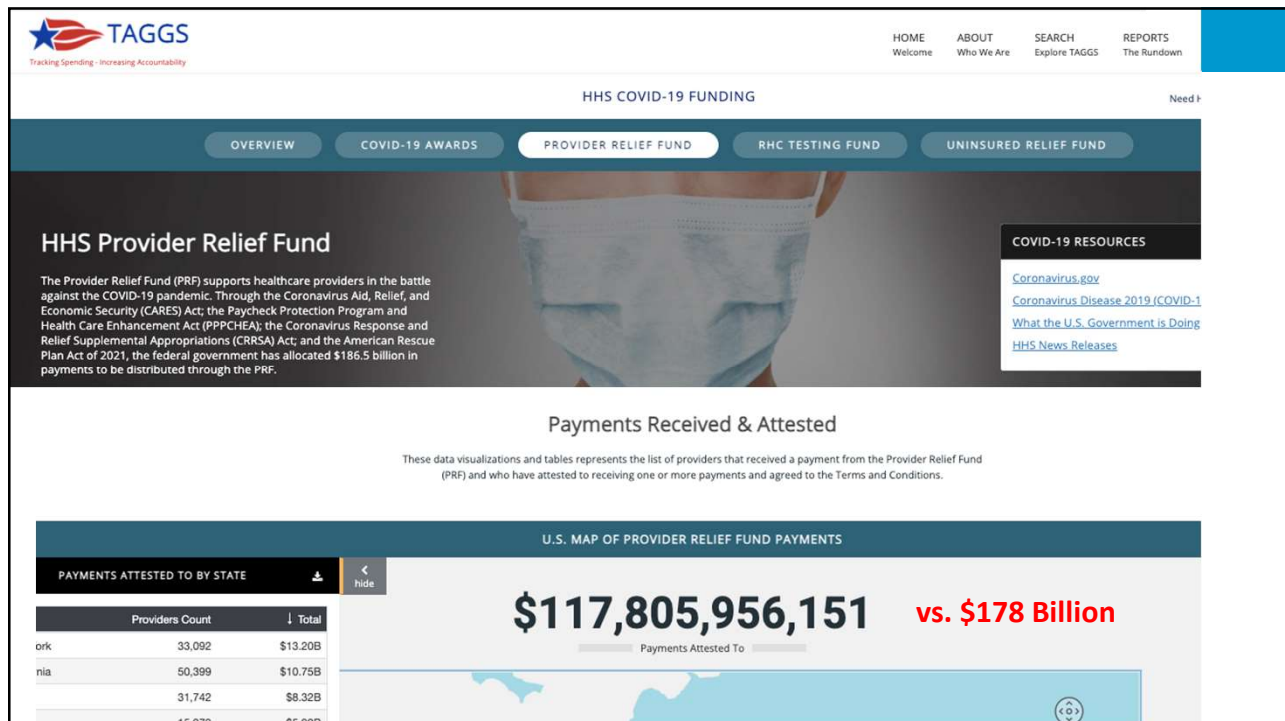 TAGGS
Tracking Spending - Increasing Accountability
HOME
Welcome
ABOUT
Who We Are
SEARCH
Explore TAGGS
REPORTS
The Rundown
HHS COVID-19 FUNDING
Need H
OVERVIEW
COVID-19 AWARDS
PROVIDER RELIEF FUND
RHC TESTING FUND
UNINSURED RELIEF FUND
HHS Provider Relief Fund
The Provider Relief Fund (PRF) supports healthcare providers in the battle
against the COVID-19 pandemic. Through the Coronavirus Aid, Relief, and
Economic Security (CARES) Act; the Paycheck Protection Program and
Health Care Enhancement Act (PPPCHEA); the Coronavirus Response and
Relief Supplemental Appropriations (CRRSA) Act; and the American Rescue
Plan Act of 2021, the federal government has allocated $186.5 billion in
payments to be distributed through the PRF.
COVID-19 RESOURCES
Coronavirus.gov
Coronavirus Disease 2019 (COVID-1
What the U.S. Government is Doing
HHS News Releases
Payments Received & Attested
These data visualizations and tables represents the list of providers that received a payment from the Provider Relief Fund
(PRF) and who have attested to receiving one or more payments and agreed to the Terms and Conditions.
U.S. MAP OF PROVIDER RELIEF FUND PAYMENTS
PAYMENTS ATTESTED TO BY STATE
hide
Providers Count ↓ Total
ork 33,092 $13.20B
nia 50,399 $10.75B
31,742 $8.32B
$117,805,956,151 vs. $178 Billion
Payments Attested To